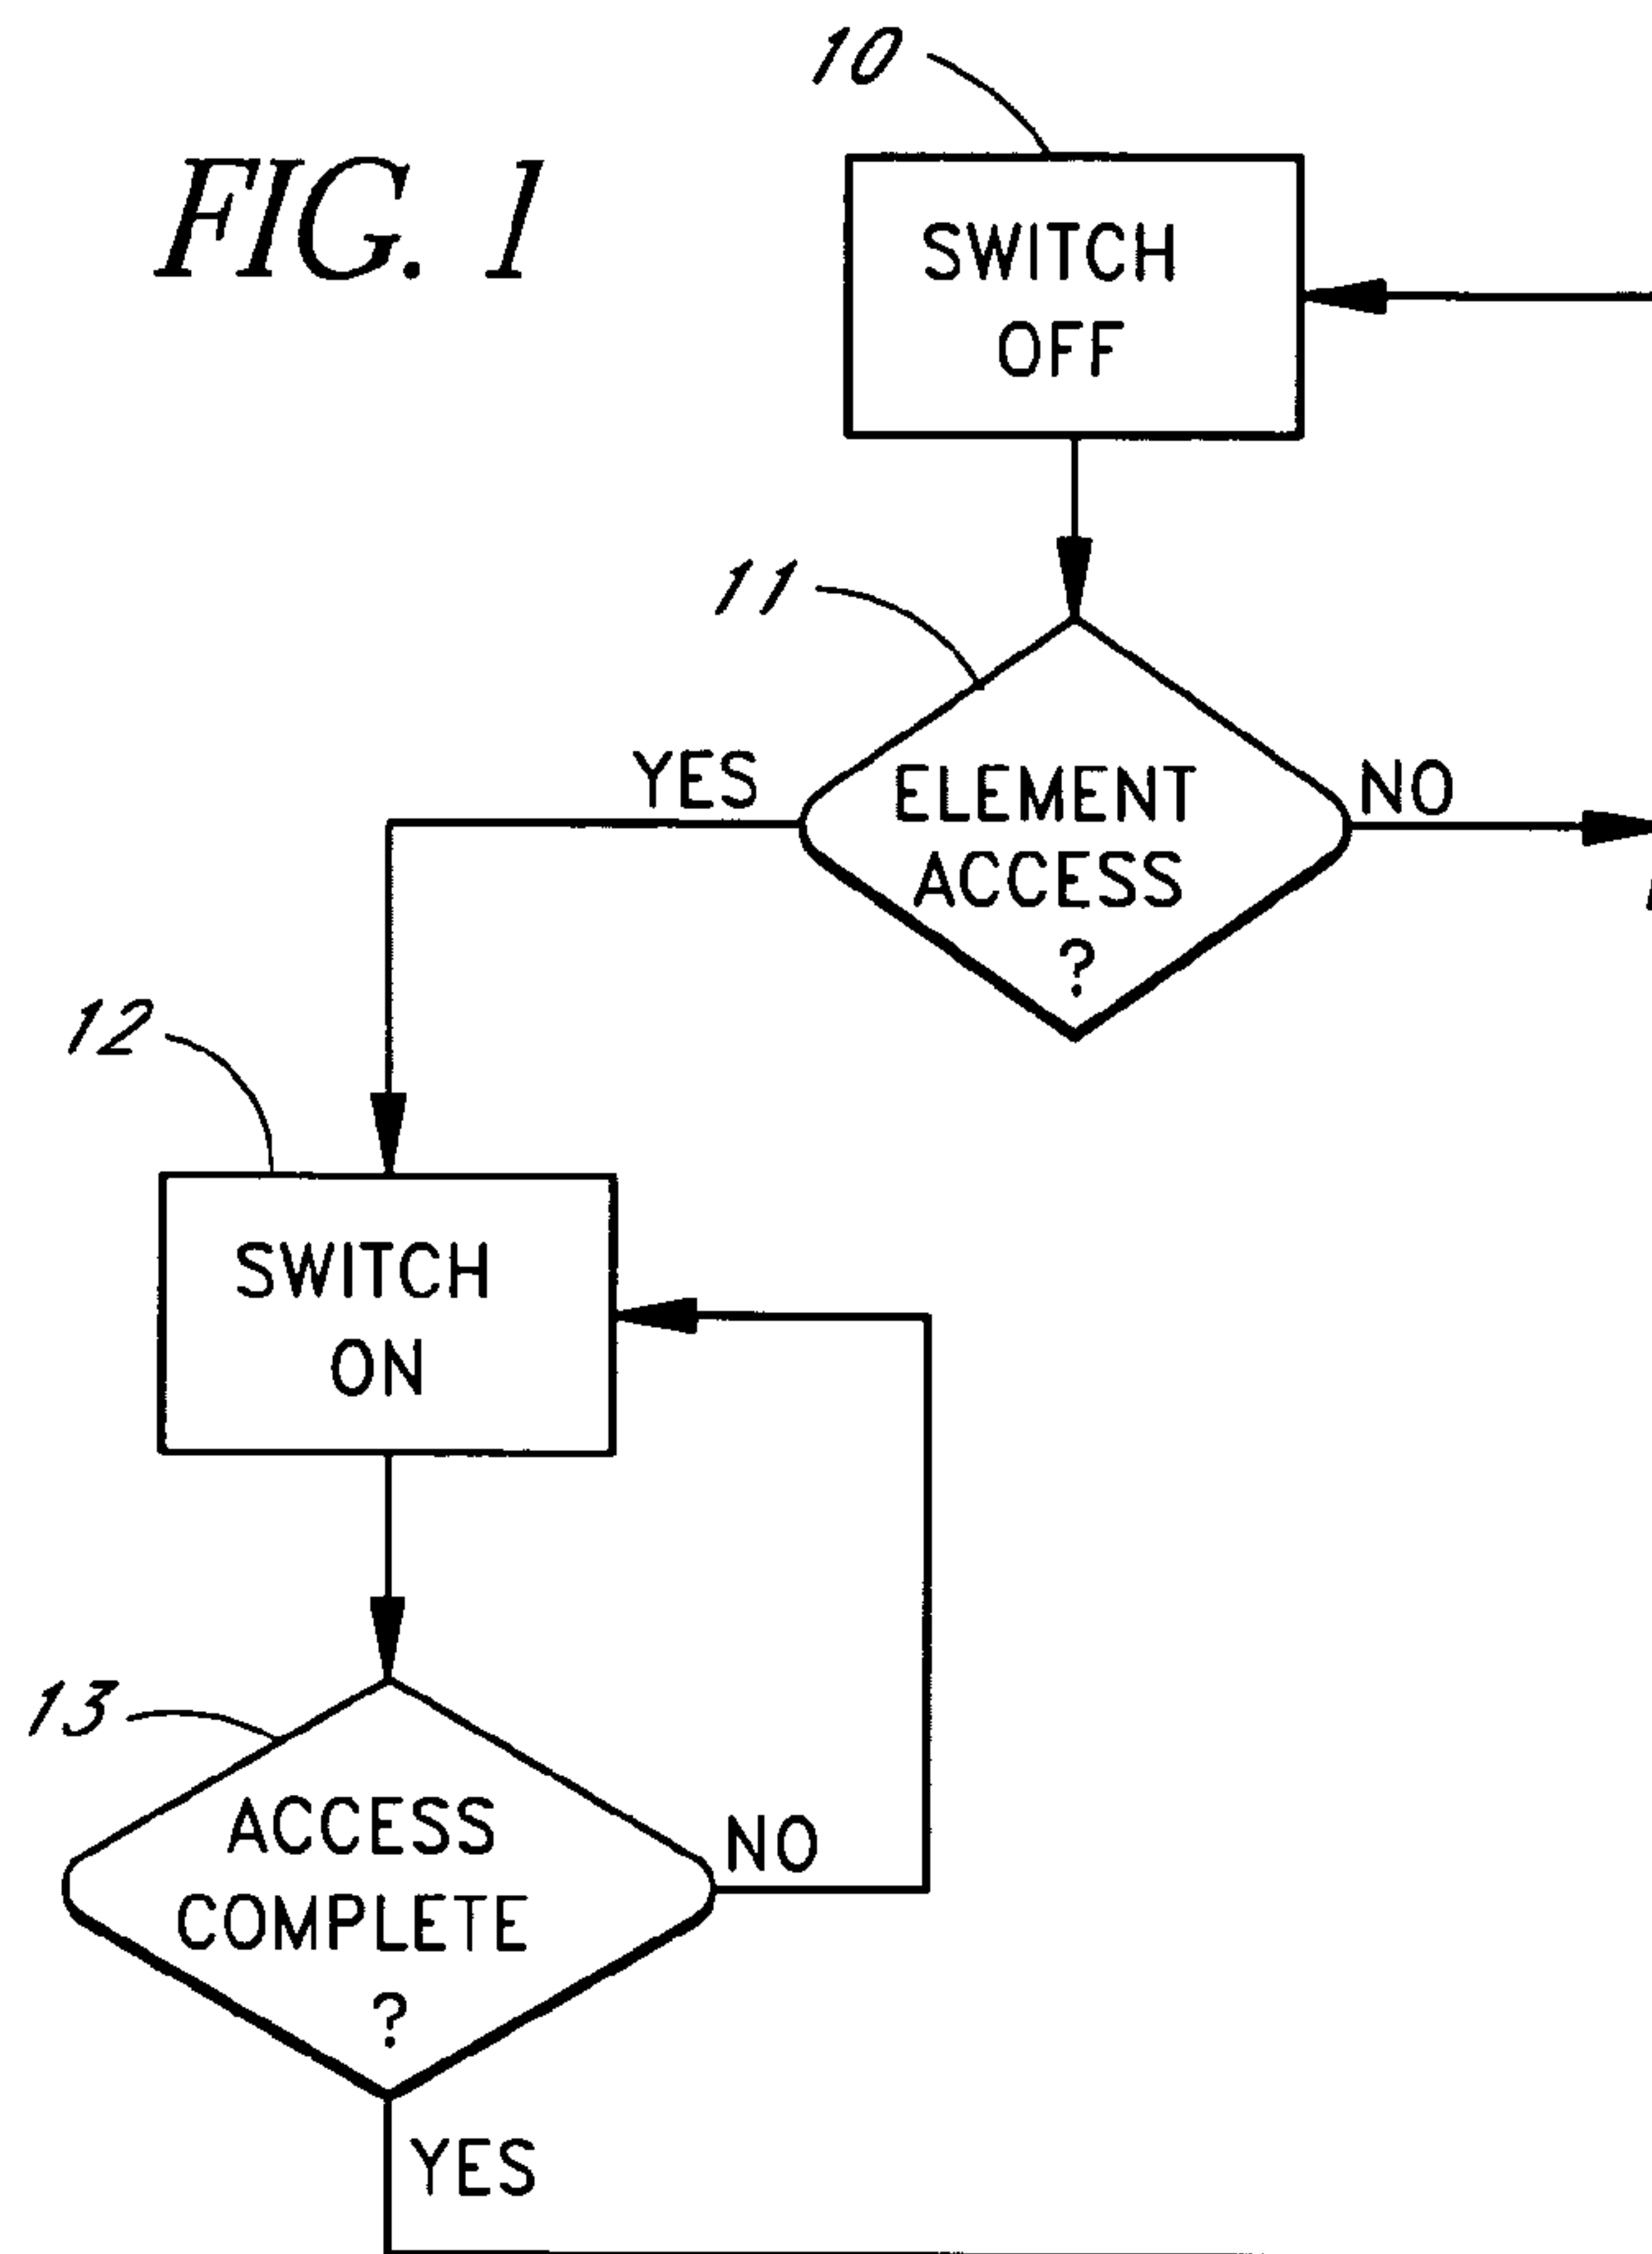 FIG. 1
10
SWITCH
OFF
11
YES
ELEMENT
ACCESS
?
NO
12
SWITCH
ON
13
ACCESS
COMPLETE
?
NO
YES